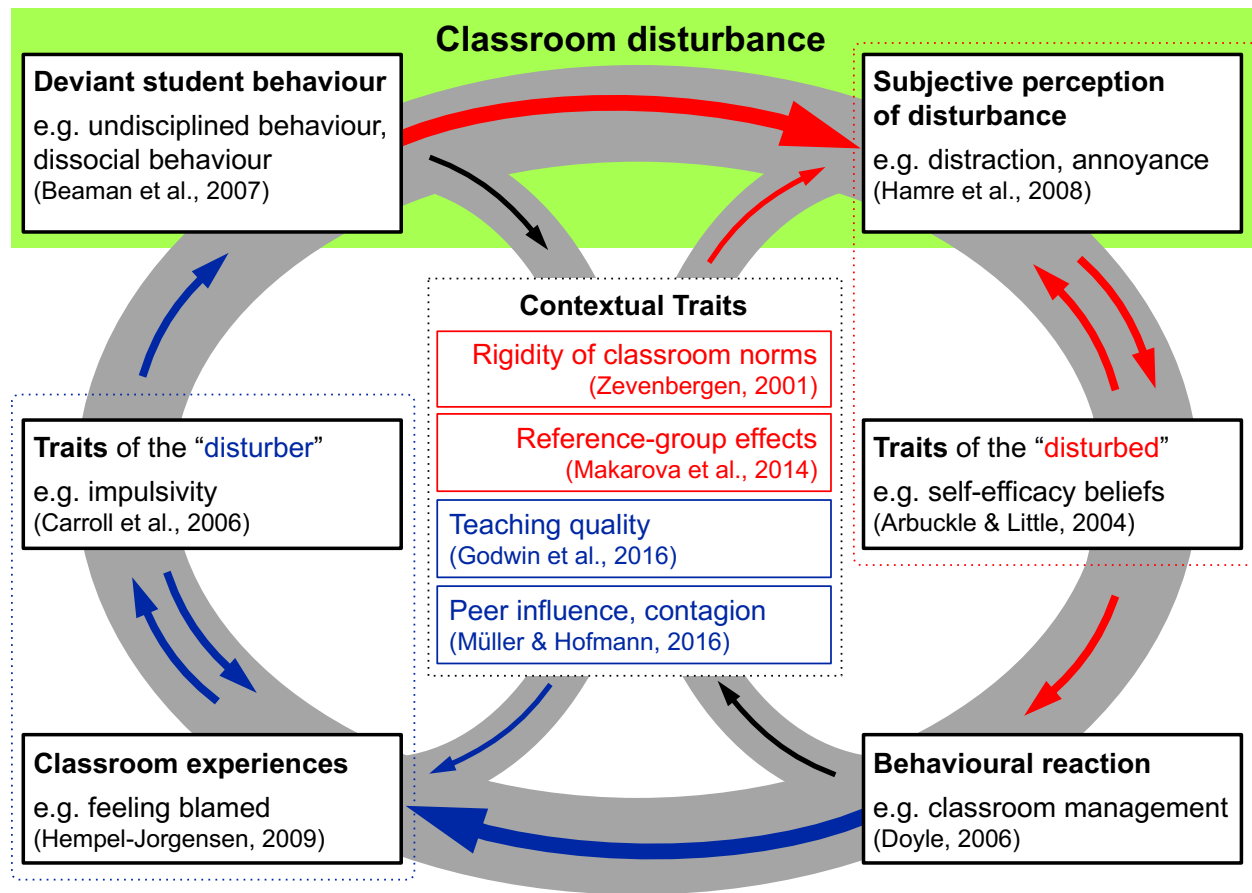 Classroom disturbance
Deviant student behaviour
e.g. undisciplined behaviour,
dissocial behaviour
(Beaman et al., 2007)
Subjective perception
of disturbance
e.g. distraction, annoyance
(Hamre et al., 2008)
Contextual Traits
Rigidity of classroom norms
(Zevenbergen, 2001)
Reference-group effects
(Makarova et al., 2014)
Teaching quality
(Godwin et al., 2016)
Peer influence, contagion
(Müller & Hofmann, 2016)
Traits of the “disturber”
e.g. impulsivity
(Carroll et al., 2006)
Traits of the “disturbed”
e.g. self-efficacy beliefs
(Arbuckle & Little, 2004)
Classroom experiences
e.g. feeling blamed
(Hempel-Jorgensen, 2009)
Behavioural reaction
e.g. classroom management
(Doyle, 2006)